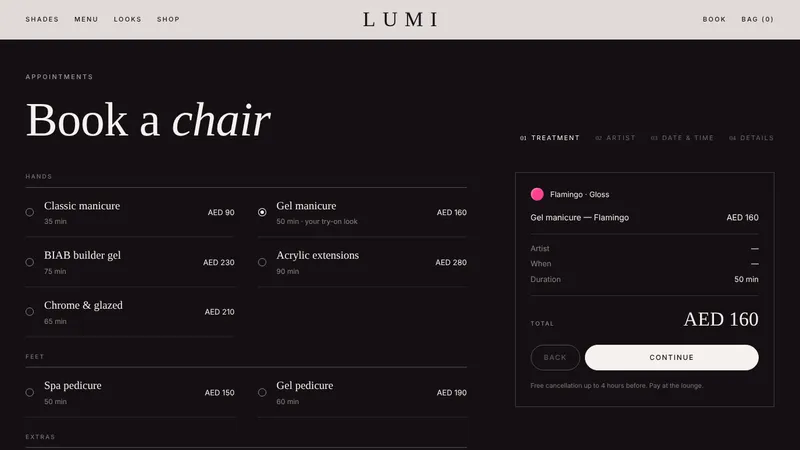 SHADES MENU LOOKS SHOP
LUMI
BOOK BAG (0)
APPOINTMENTS
Book a chair
01 TREATMENT 02 ARTIST 03 DATE & TIME 04 DETAILS
HANDS
Classic manicure
35 min
AED 90
Gel manicure
50 min · your try-on look
AED 160
BIAB builder gel
75 min
AED 230
Acrylic extensions
90 min
AED 280
Chrome & glazed
65 min
AED 210
FEET
Spa pedicure
50 min
AED 150
Gel pedicure
60 min
AED 190
EXTRAS
Flamingo · Gloss
Gel manicure — Flamingo AED 160
Artist —
When —
Duration 50 min
TOTAL AED 160
BACK CONTINUE
Free cancellation up to 4 hours before. Pay at the lounge.